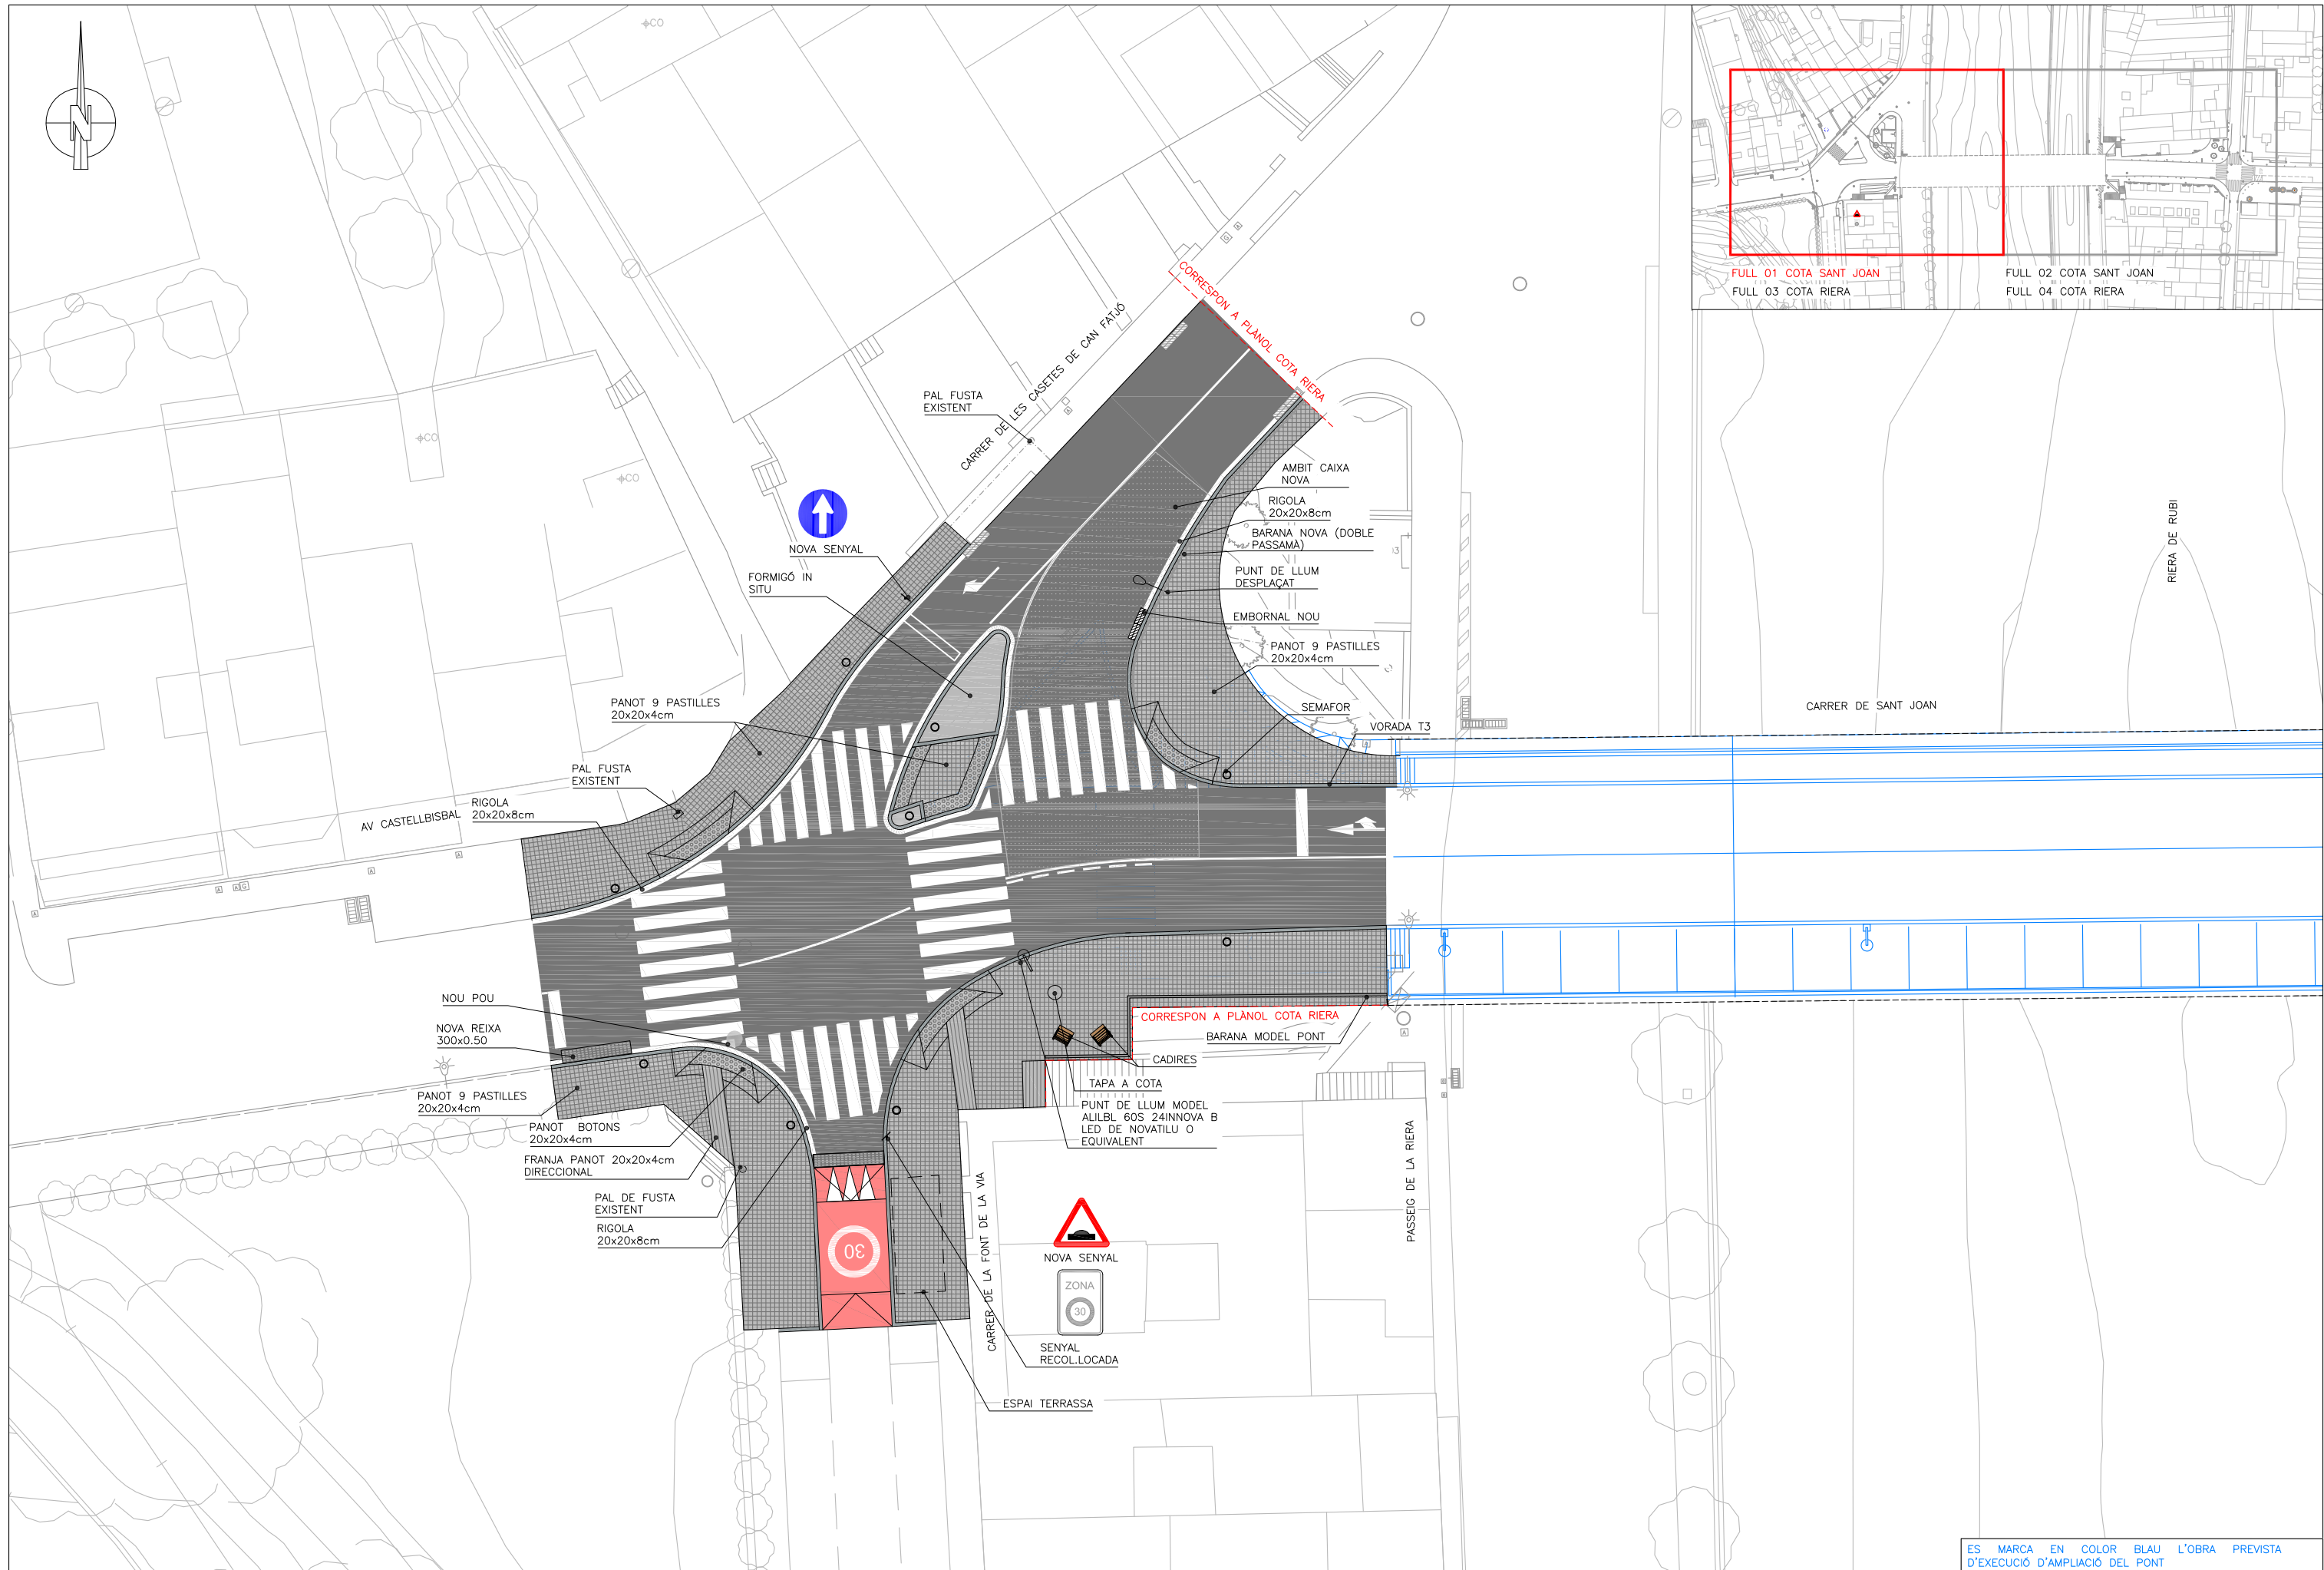 N
CO
CO
CO
FULL 01 COTA SANT JOAN
FULL 03 COTA RIERA
FULL 02 COTA SANT JOAN
FULL 04 COTA RIERA
CORRESPON A PLÀNOL COTA RIERA
CARRER DE LES CASETES DE CAN FATJÓ
PAL FUSTA
EXISTENT
AMBIT CAIXA
NOVA
RIGOLA
20x20x8cm
BARANA NOVA (DOBLE
PASSAMÀ)
PUNT DE LLUM
DESPLAÇAT
EMBORNAL NOU
PANOT 9 PASTILLES
20x20x4cm
SEMAFOR
VORADA T3
NOVA SENYAL
FORMIGÓ IN
SITU
PANOT 9 PASTILLES
20x20x4cm
PAL FUSTA
EXISTENT
RIGOLA
20x20x8cm
AV CASTELLBISBAL
RIERA DE RUBI
CARRER DE SANT JOAN
NOU POU
NOVA REIXA
300x0.50
PANOT 9 PASTILLES
20x20x4cm
PANOT BOTONS
20x20x4cm
FRANJA PANOT 20x20x4cm
DIRECCIONAL
PAL DE FUSTA
EXISTENT
RIGOLA
20x20x8cm
30
CORRESPON A PLÀNOL COTA RIERA
BARANA MODEL PONT
CADIRES
TAPA A COTA
PUNT DE LLUM MODEL
ALILBL 60S 24INNOVA B
LED DE NOVATILU O
EQUIVALENT
CARRER DE LA FONT DE LA VIA
PASSEIG DE LA RIERA
NOVA SENYAL
ZONA
30
SENYAL
RECOL.LOCADA
ESPAI TERRASSA
ES MARCA EN COLOR BLAU L'OBRA PREVISTA
D'EXECUCIÓ D'AMPLIACIÓ DEL PONT